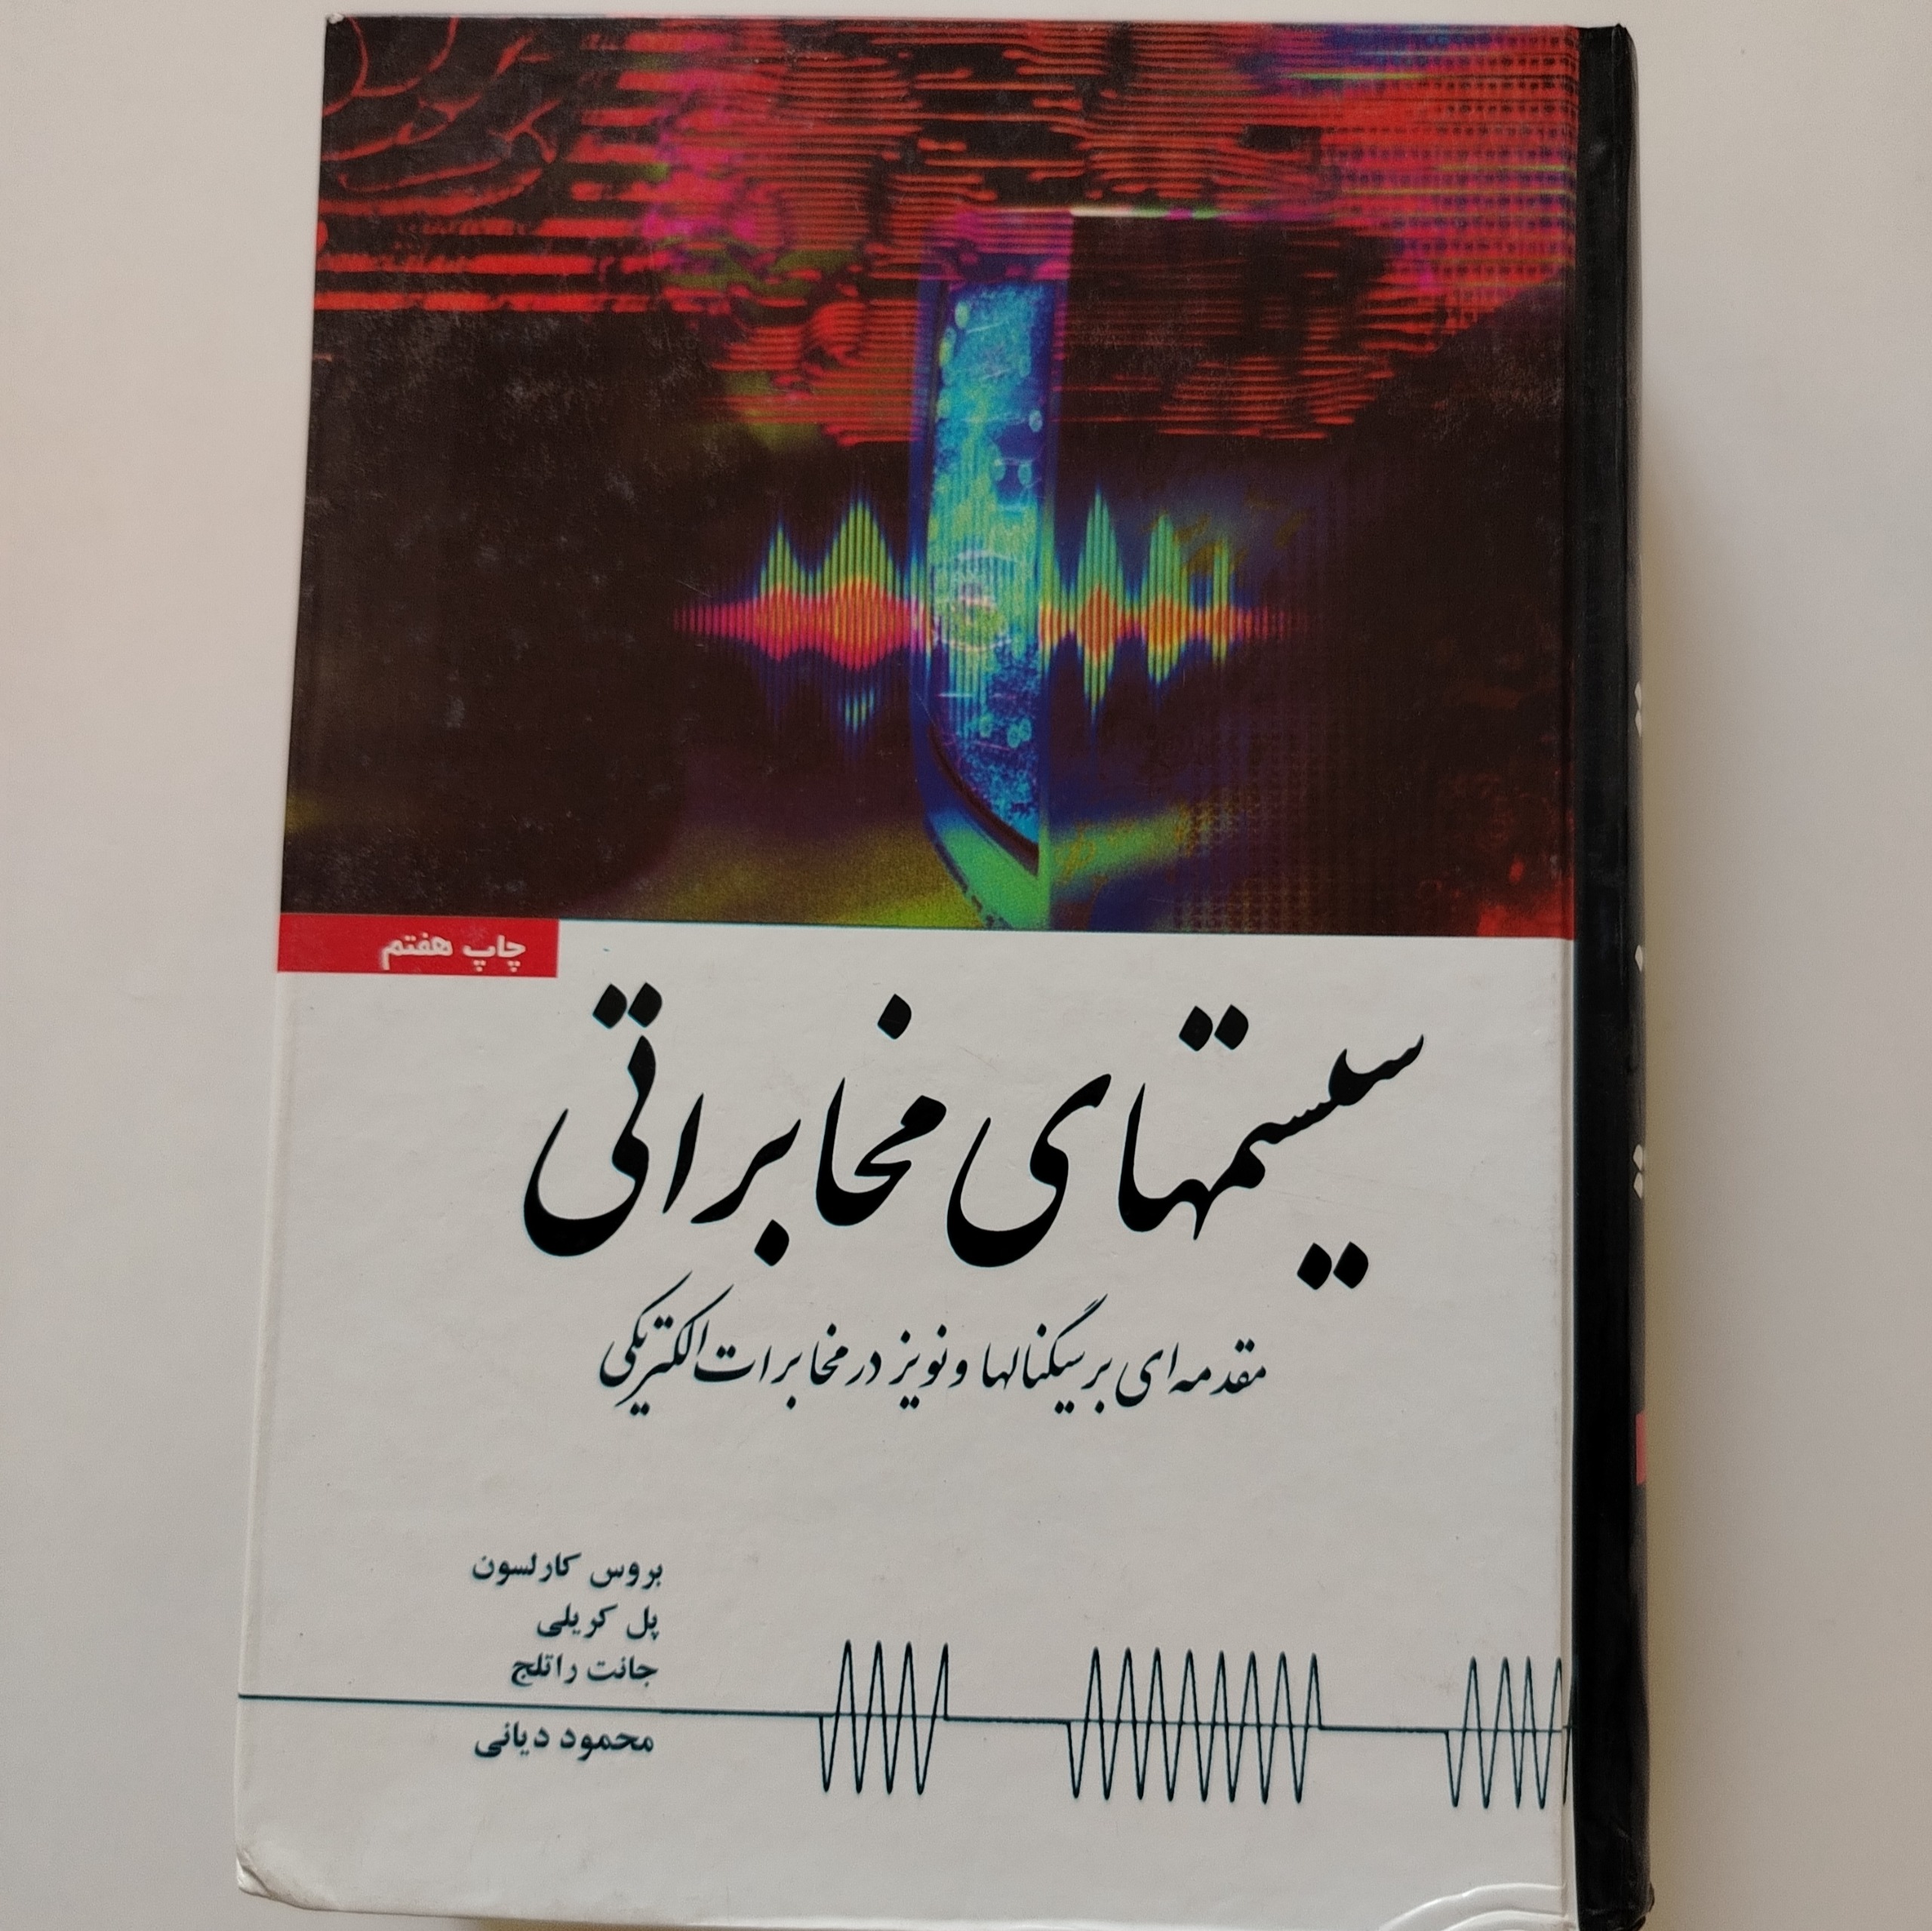 چاپ هفتم
سیستمهای مخابراتی
مقدمه‌ای بر سیگنالها و نویز در مخابرات الکتریکی
بروس کارلسون
پل کریلی
جانت راتلج
محمود دیانی